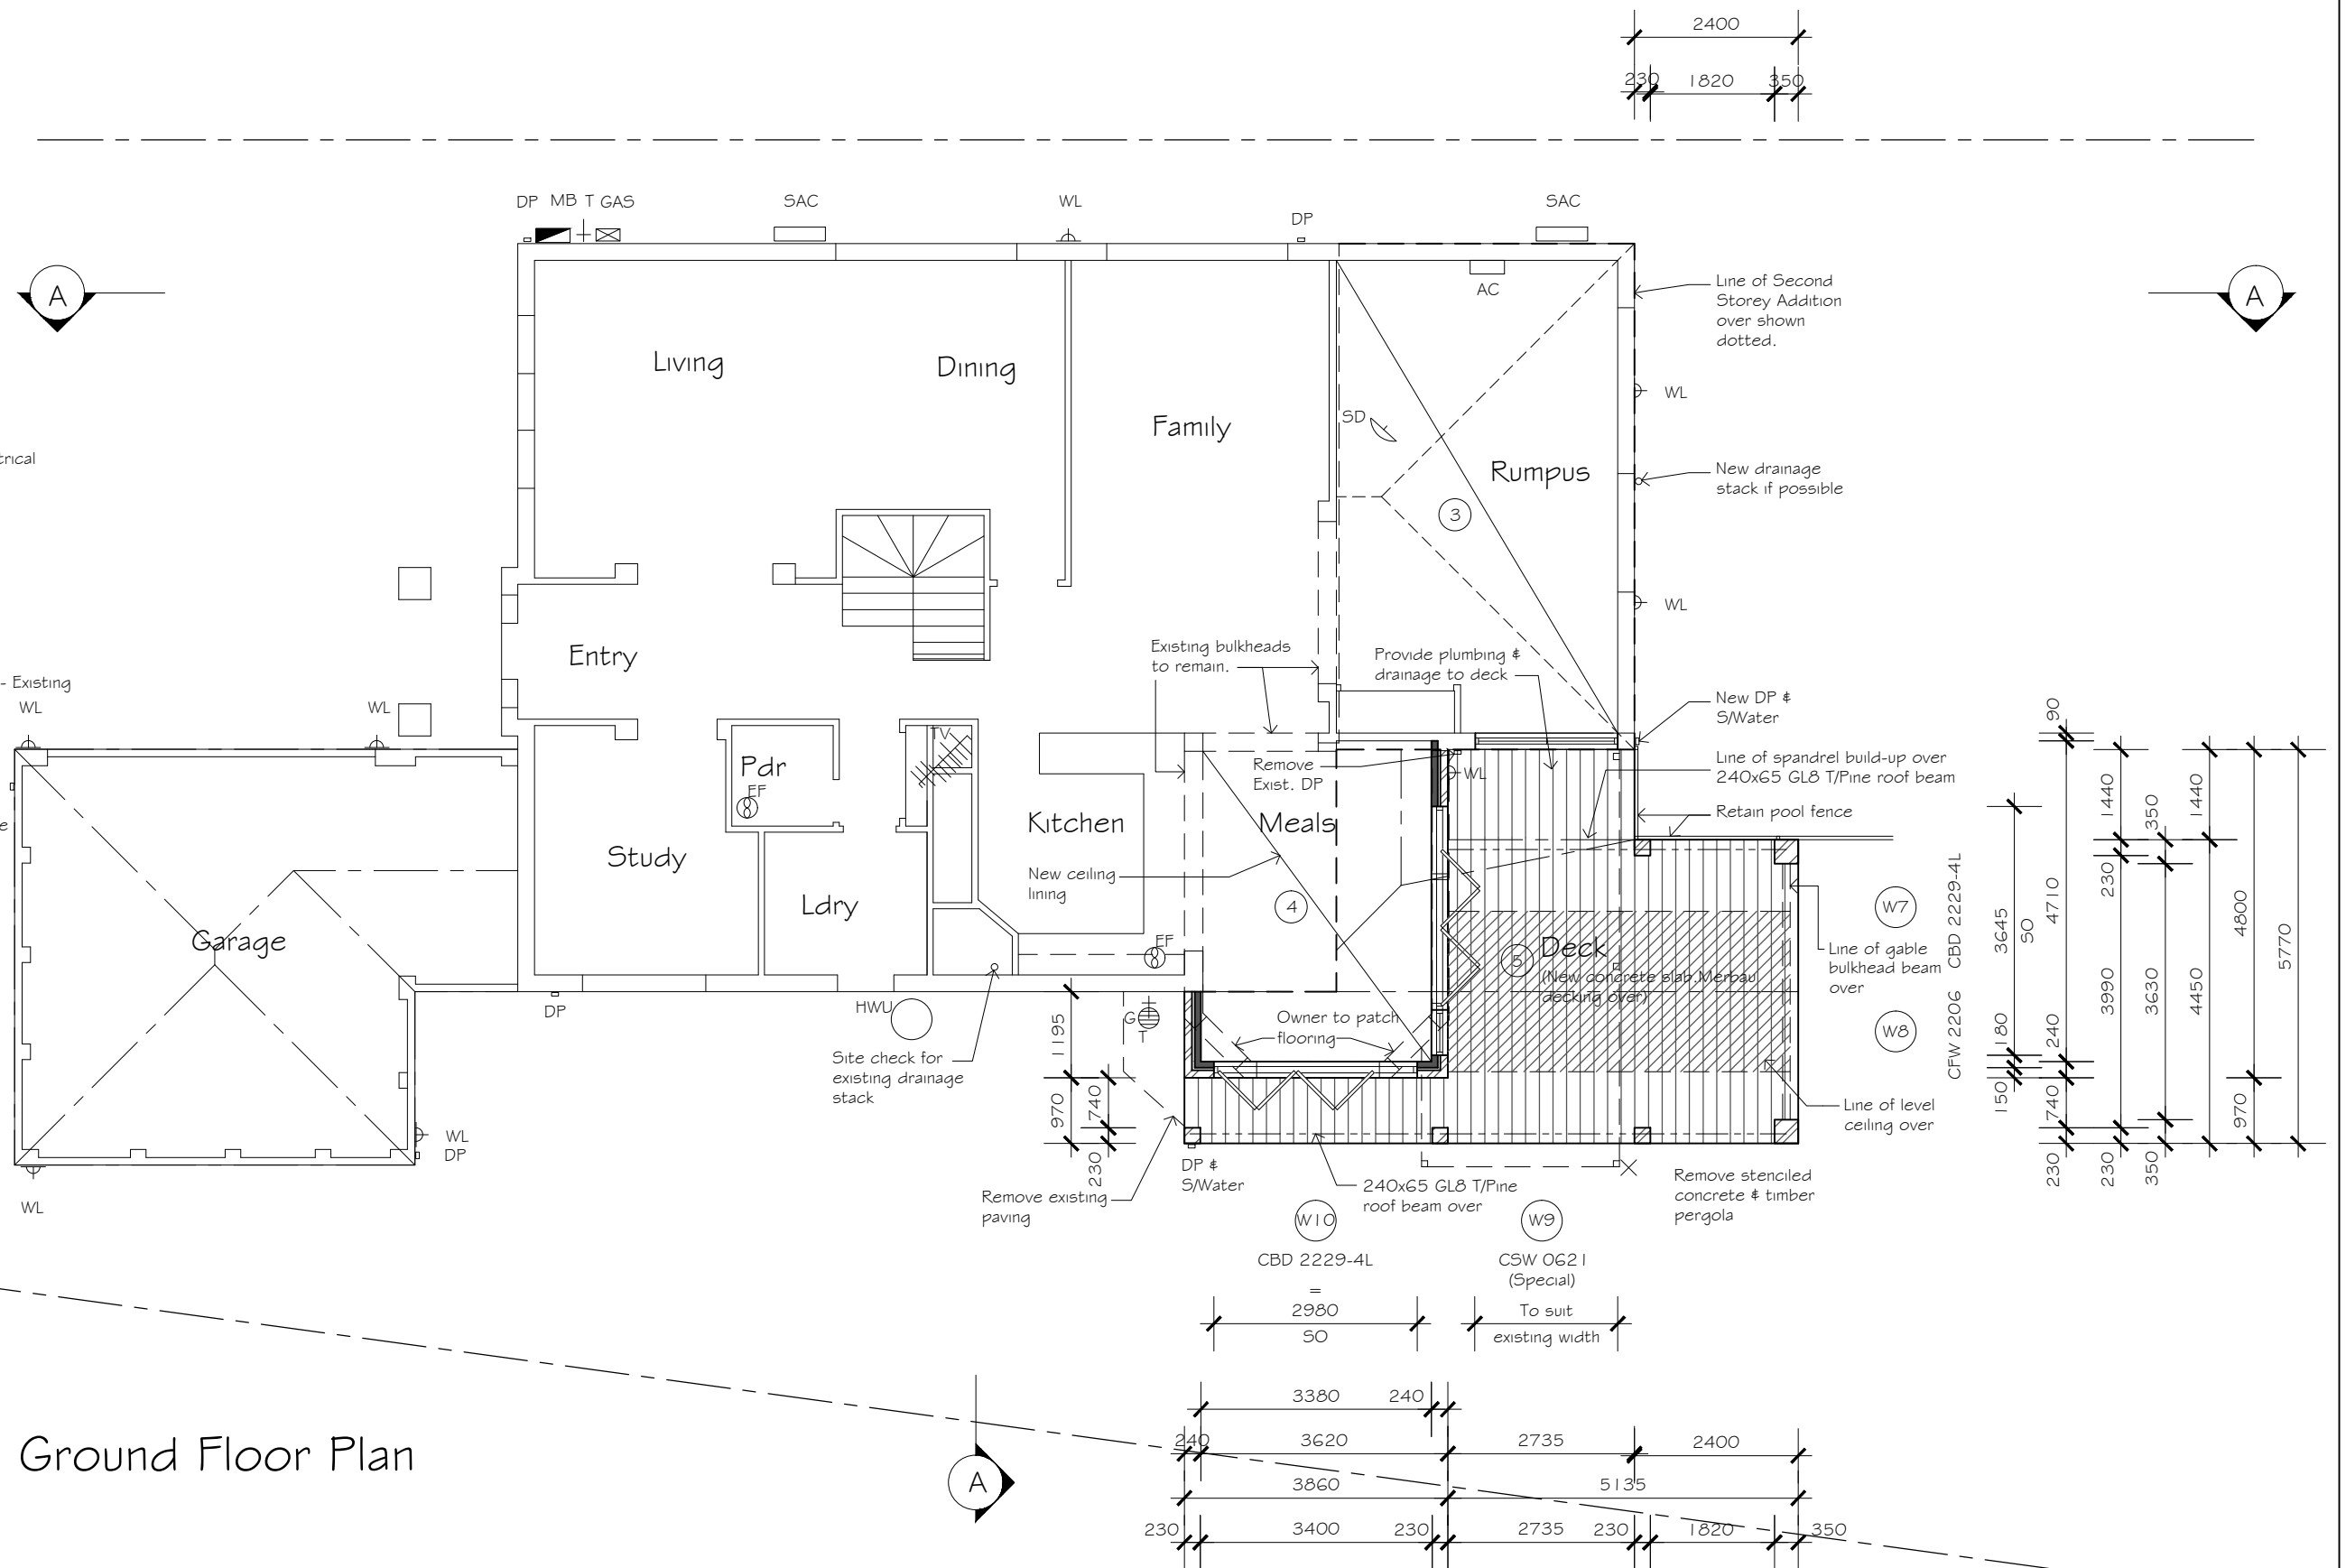 2400
230 1820 350
DP MB T GAS
SAC
WL
DP
SAC
A
A
AC
Line of Second
Storey Addition
over shown
dotted.
Living
Dining
Family
SD
WL
Rumpus
New drainage
stack if possible
3
trical
WL
Entry
Existing bulkheads
to remain.
Provide plumbing &
drainage to deck
- Existing
WL
WL
New DP &
S/Water
TV
Pdr
EF
Remove
Exist. DP
WL
Line of spandrel build-up over
240x65 GL8 T/Pine roof beam
Retain pool fence
Kitchen
Meals
e
Study
New ceiling
lining
Ldry
4
Garage
EF
5
Deck
(New concrete slab.Merbau
decking over)
Line of gable
bulkhead beam
over
W7
CBD 2229-4L
W8
CFW 2206
DP
HWU
G
T
Owner to patch
flooring
Site check for
existing drainage
stack
Line of level
ceiling over
WL
DP
WL
1195
970
740
230
DP &
S/Water
Remove existing
paving
240x65 GL8 T/Pine
roof beam over
Remove stenciled
concrete & timber
pergola
3645
SO
180
150
90
4710
240
740
230
1440
230
3990
230
350
3630
350
1440
4450
4800
970
5770
W10
CBD 2229-4L
=
2980
SO
W9
CSW 0621
(Special)
To suit
existing width
3380 240
240 3620 2735 2400
3860 5135
230 3400 230 2735 230 1820 350
Ground Floor Plan
A